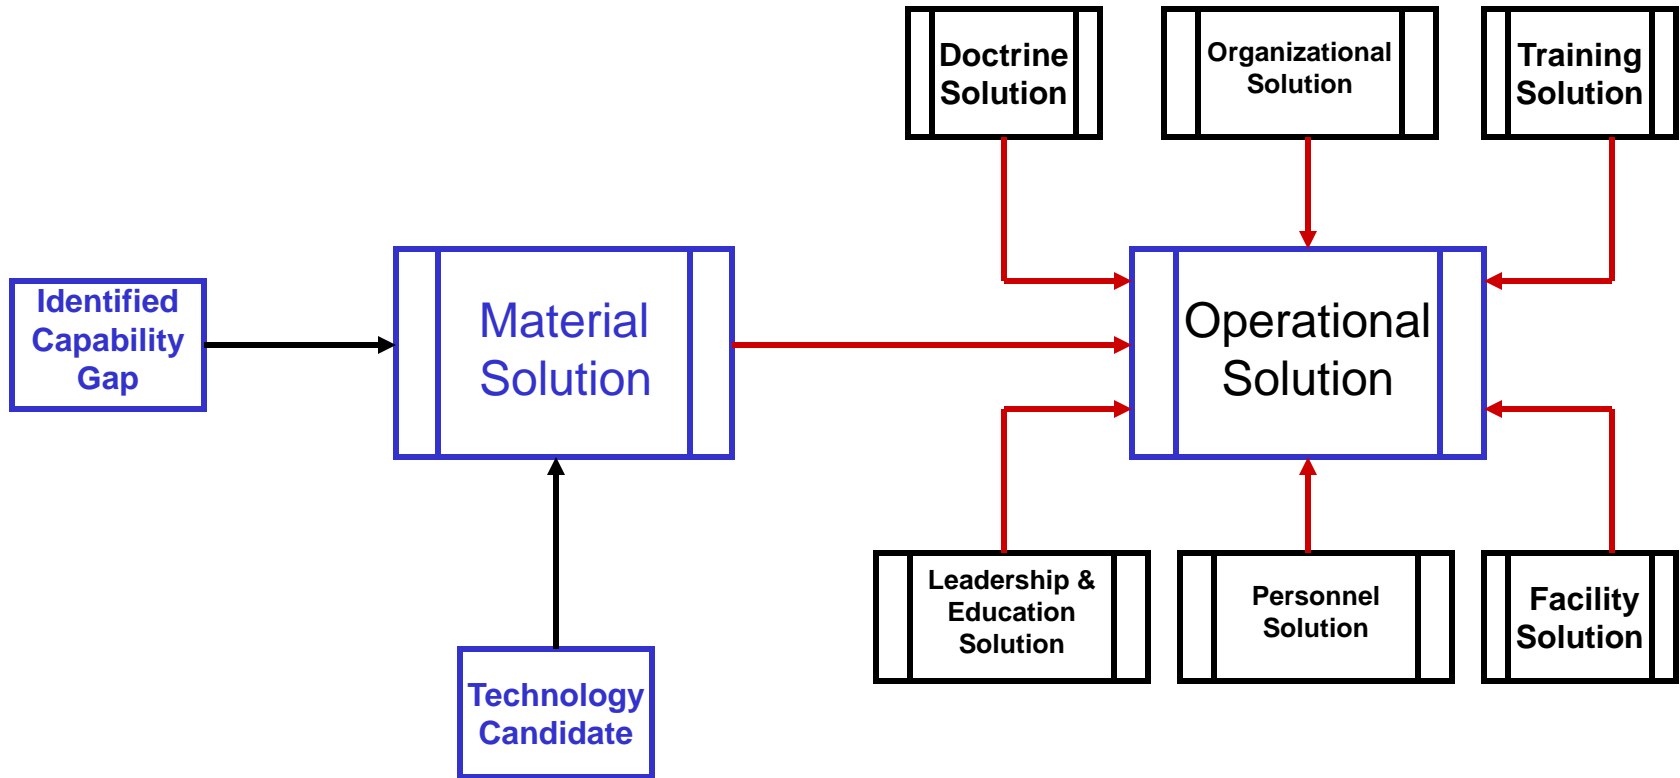 Doctrine
Solution
Organizational
Solution
Training
Solution
Identified
Capability
Gap
Material
Solution
Operational
Solution
Leadership &
Education
Solution
Personnel
Solution
Facility
Solution
Technology
Candidate